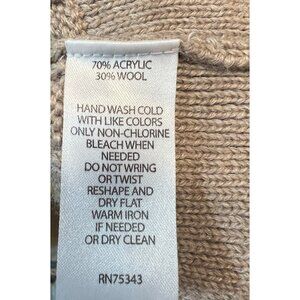 70% ACRYLIC
30% WOOL
HAND WASH COLD
WITH LIKE COLORS
ONLY NON-CHLORINE
BLEACH WHEN
NEEDED
DO NOT WRING
OR TWIST
RESHAPE AND
DRY FLAT
WARM IRON
IF NEEDED
OR DRY CLEAN
RN75343